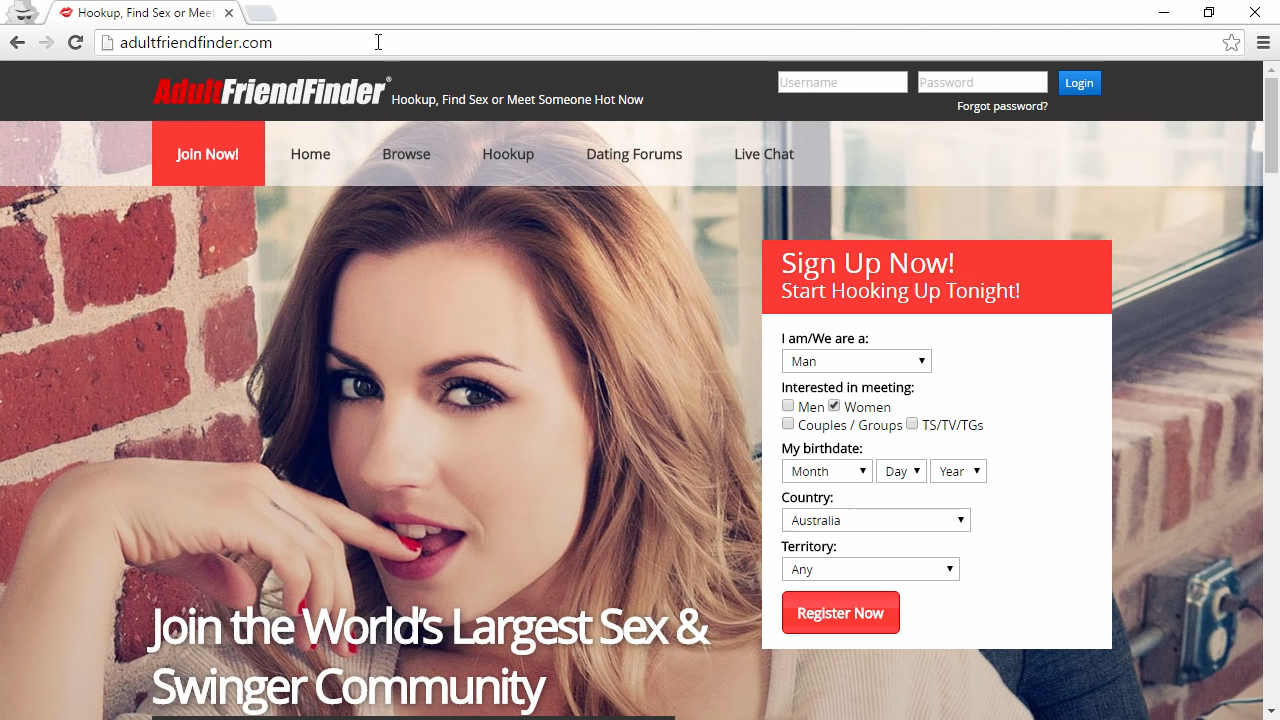 Hookup, Find Sex or Meet
adultfriendfinder.com
AdultFriendFinder®
Hookup, Find Sex or Meet Someone Hot Now
Username
Password
Login
Forgot password?
Join Now!
Home
Browse
Hookup
Dating Forums
Live Chat
Sign Up Now!
Start Hooking Up Tonight!
I am/We are a:
Man
Interested in meeting:
Men Women
Couples / Groups TS/TV/TGs
My birthdate:
Month Day Year
Country:
Australia
Territory:
Any
Register Now
Join the World's Largest Sex &
Swinger Community